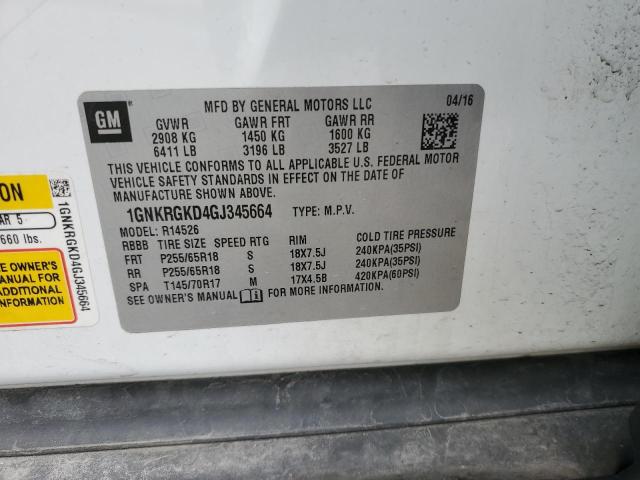 GM
MFD BY GENERAL MOTORS LLC
04/16
GVWR GAWR FRT GAWR RR
2908 KG 1450 KG 1600 KG
6411 LB 3196 LB 3527 LB
THIS VEHICLE CONFORMS TO ALL APPLICABLE U.S. FEDERAL MOTOR
VEHICLE SAFETY STANDARDS IN EFFECT ON THE DATE OF
MANUFACTURE SHOWN ABOVE.
1GNKRGKD4GJ345664 TYPE: M.P.V.
MODEL: R14526
RBBB TIRE SIZE SPEED RTG RIM COLD TIRE PRESSURE
FRT P255/65R18 S 18X7.5J 240KPA(35PSI)
RR P255/65R18 S 18X7.5J 240KPA(35PSI)
SPA T145/70R17 M 17X4.5B 420KPA(60PSI)
SEE OWNER'S MANUAL FOR MORE INFORMATION
ON
AR 5
660 lbs.
E OWNER'S
ANUAL FOR
ADDITIONAL
ORMATION
1GNKRGKD4GJ345664